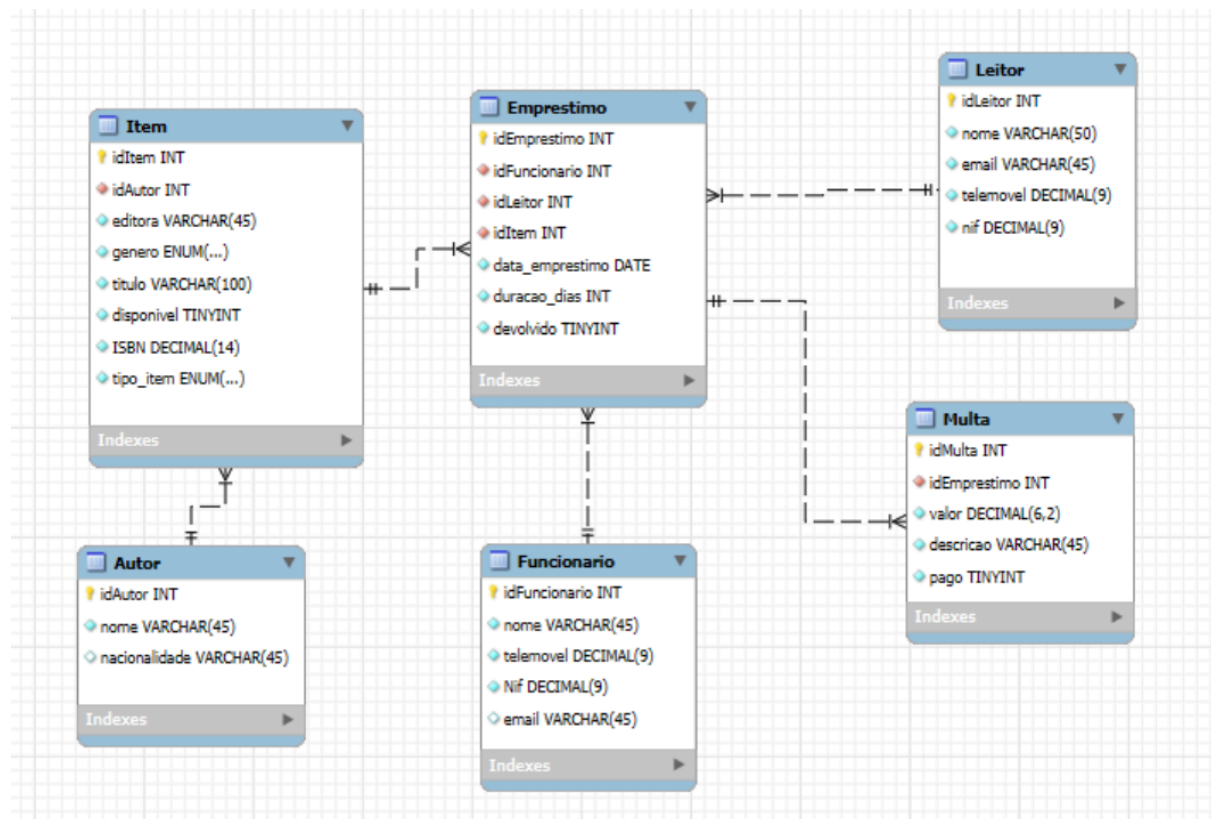 Item
idItem INT
idAutor INT
editora VARCHAR(45)
genero ENUM(...)
titulo VARCHAR(100)
disponivel TINYINT
ISBN DECIMAL(14)
tipo_item ENUM(...)
Indexes
Emprestimo
idEmprestimo INT
idFuncionario INT
idLeitor INT
idItem INT
data_emprestimo DATE
duracao_dias INT
devolvido TINYINT
Indexes
Leitor
idLeitor INT
nome VARCHAR(50)
email VARCHAR(45)
telemovel DECIMAL(9)
nif DECIMAL(9)
Indexes
Multa
idMulta INT
idEmprestimo INT
valor DECIMAL(6,2)
descricao VARCHAR(45)
pago TINYINT
Indexes
Autor
idAutor INT
nome VARCHAR(45)
nacionalidade VARCHAR(45)
Indexes
Funcionario
idFuncionario INT
nome VARCHAR(45)
telemovel DECIMAL(9)
Nif DECIMAL(9)
email VARCHAR(45)
Indexes